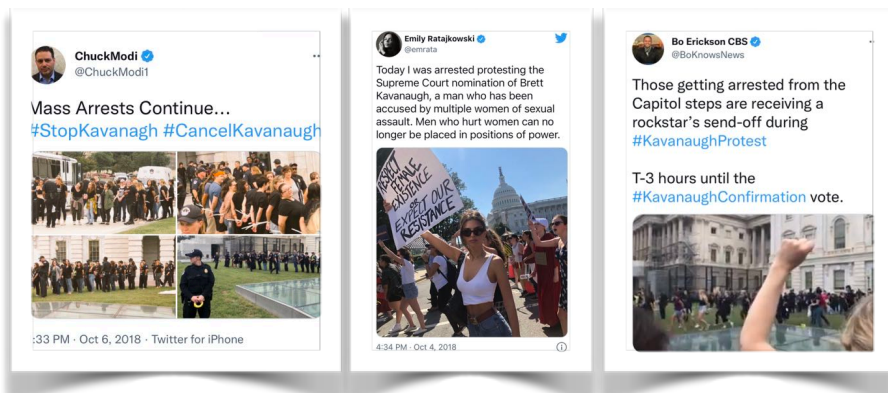 ChuckModi
@ChuckModi1
Mass Arrests Continue...
#StopKavanagh #CancelKavanaugh
:33 PM · Oct 6, 2018 · Twitter for iPhone
Emily Ratajkowski
@emrata
Today I was arrested protesting the
Supreme Court nomination of Brett
Kavanaugh, a man who has been
accused by multiple women of sexual
assault. Men who hurt women can no
longer be placed in positions of power.
RESPECT
FEMALE
EXISTENCE
OR
EXPECT OUR
RESISTANCE
4:34 PM · Oct 4, 2018
Bo Erickson CBS
@BoKnowsNews
Those getting arrested from the
Capitol steps are receiving a
rockstar's send-off during
#KavanaughProtest
T-3 hours until the
#KavanaughConfirmation vote.